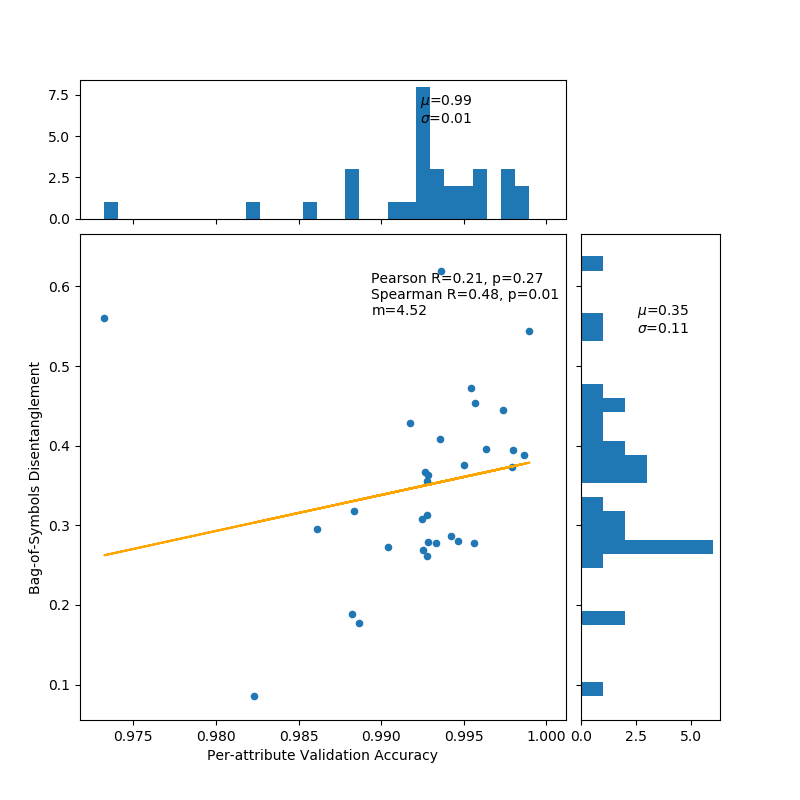 7.5
5.0
2.5
0.0
μ=0.99
σ=0.01
0.6
0.5
0.4
0.3
0.2
0.1
Bag-of-Symbols Disentanglement
Pearson R=0.21, p=0.27
Spearman R=0.48, p=0.01
m=4.52
0.975 0.980 0.985 0.990 0.995 1.000
Per-attribute Validation Accuracy
μ=0.35
σ=0.11
0.0 2.5 5.0